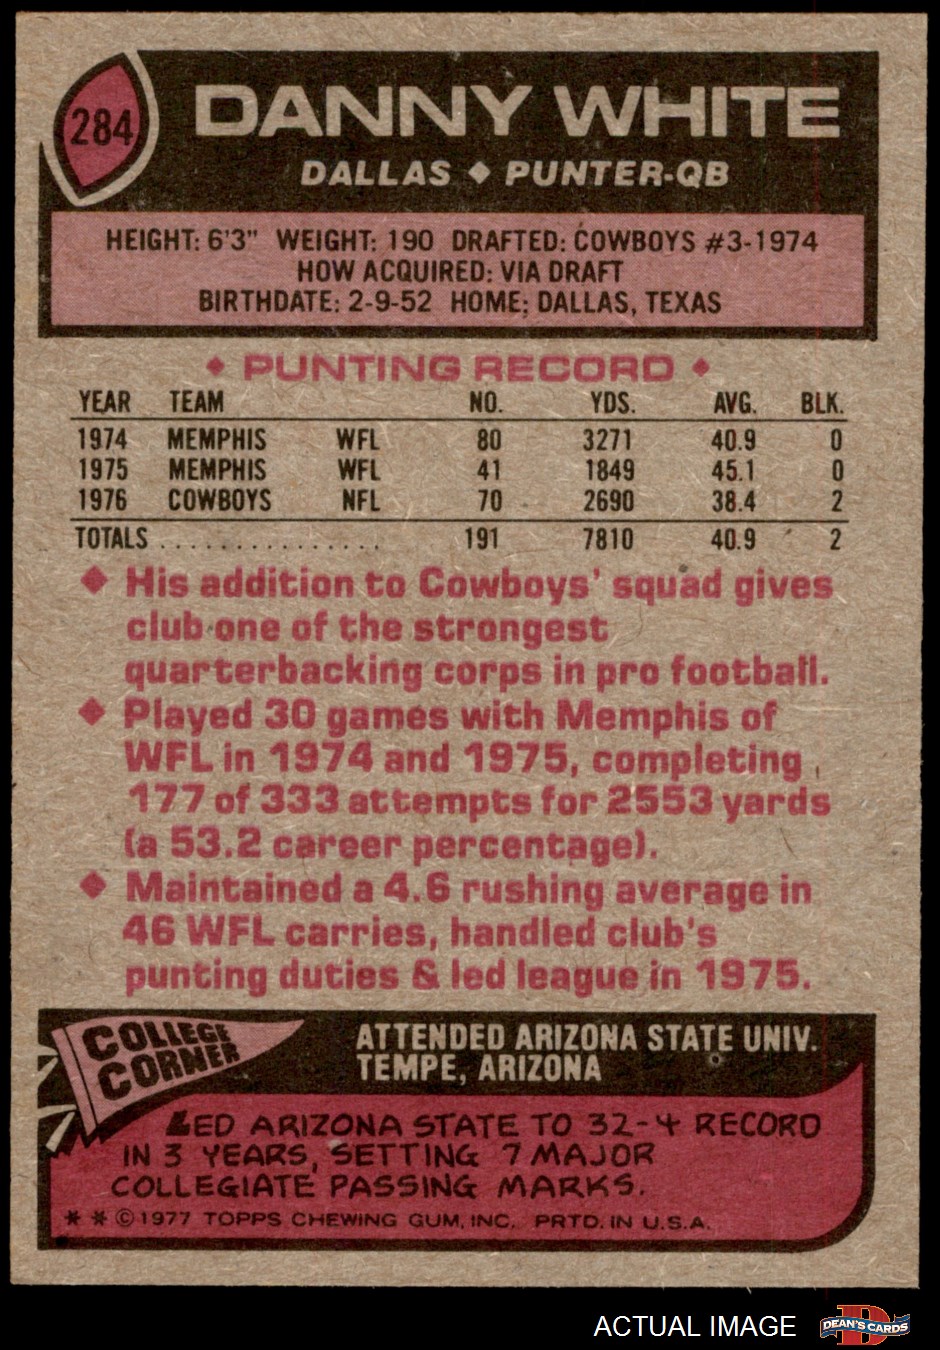 284
DANNY WHITE
DALLAS ♦ PUNTER-QB
HEIGHT: 6'3" WEIGHT: 190 DRAFTED: COWBOYS #3-1974
HOW ACQUIRED: VIA DRAFT
BIRTHDATE: 2-9-52 HOME: DALLAS, TEXAS
♦ PUNTING RECORD ♦
YEAR TEAM NO. YDS. AVG. BLK.
1974 MEMPHIS WFL 80 3271 40.9 0
1975 MEMPHIS WFL 41 1849 45.1 0
1976 COWBOYS NFL 70 2690 38.4 2
TOTALS . . . . . . . . . . . . . . . 191 7810 40.9 2
♦ His addition to Cowboys' squad gives
club one of the strongest
quarterbacking corps in pro football.
♦ Played 30 games with Memphis of
WFL in 1974 and 1975, completing
177 of 333 attempts for 2553 yards
(a 53.2 career percentage).
♦ Maintained a 4.6 rushing average in
46 WFL carries, handled club's
punting duties & led league in 1975.
COLLEGE
CORNER
ATTENDED ARIZONA STATE UNIV.
TEMPE, ARIZONA
LED ARIZONA STATE TO 32-4 RECORD
IN 3 YEARS, SETTING 7 MAJOR
COLLEGIATE PASSING MARKS.
* * © 1977 TOPPS CHEWING GUM, INC. PRTD. IN U.S.A.
ACTUAL IMAGE
D
DEAN'S CARDS